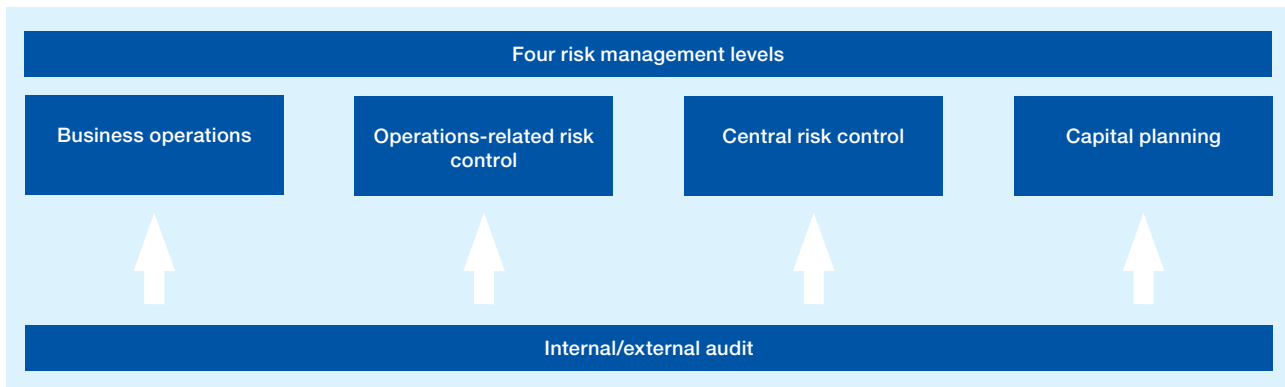 Four risk management levels
Business operations
Operations-related risk
control
Central risk control
Capital planning
Internal/external audit